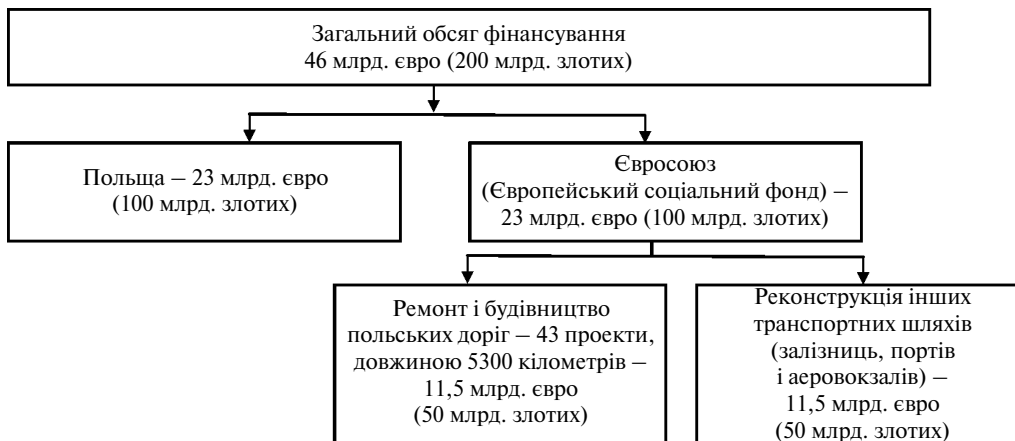 Загальний обсяг фінансування
46 млрд. євро (200 млрд. злотих)
Польща – 23 млрд. євро
(100 млрд. злотих)
Євросоюз
(Європейський соціальний фонд) –
23 млрд. євро (100 млрд. злотих)
Ремонт і будівництво
польських доріг – 43 проекти,
довжиною 5300 кілометрів –
11,5 млрд. євро
(50 млрд. злотих)
Реконструкція інших
транспортних шляхів
(залізниць, портів
і аеровокзалів) –
11,5 млрд. євро
(50 млрд. злотих)